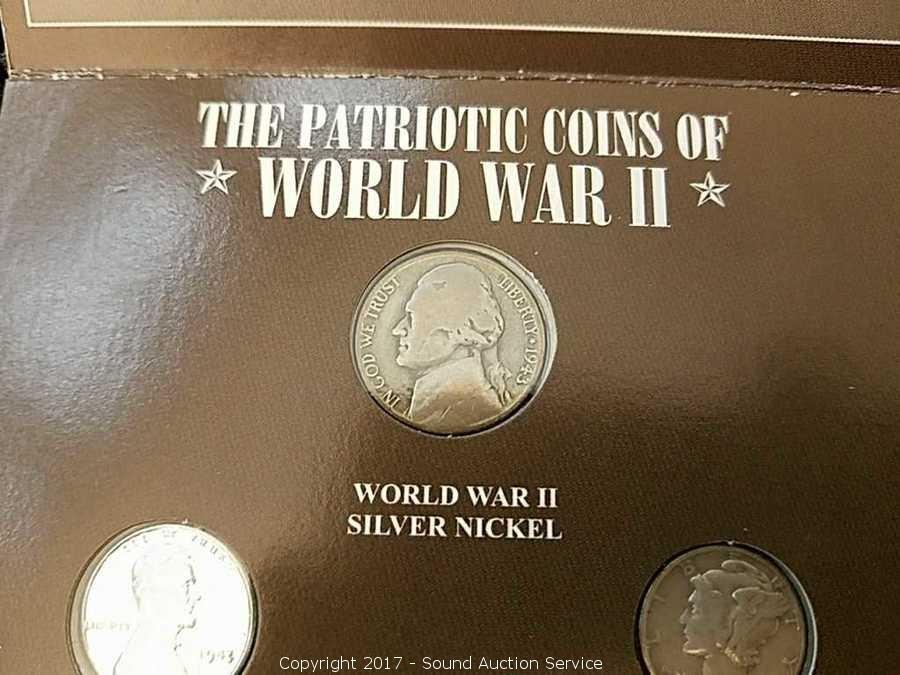 THE PATRIOTIC COINS OF
WORLD WAR II
IN GOD WE TRUST
LIBERTY • 1943
WORLD WAR II
SILVER NICKEL
LIBERTY
1943
Copyright 2017 - Sound Auction Service